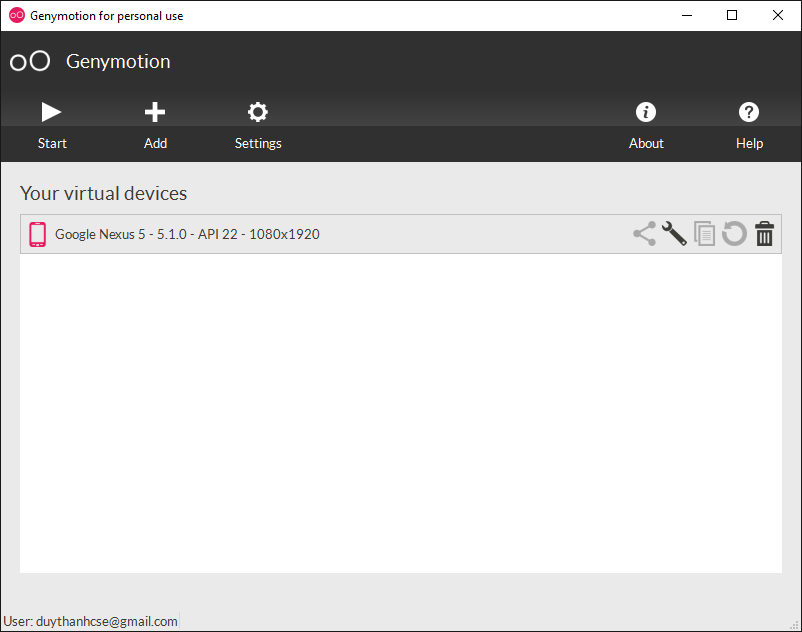 Genymotion for personal use
Genymotion
Start Add Settings About Help
Your virtual devices
Google Nexus 5 - 5.1.0 - API 22 - 1080x1920
User: duythanhcse@gmail.com